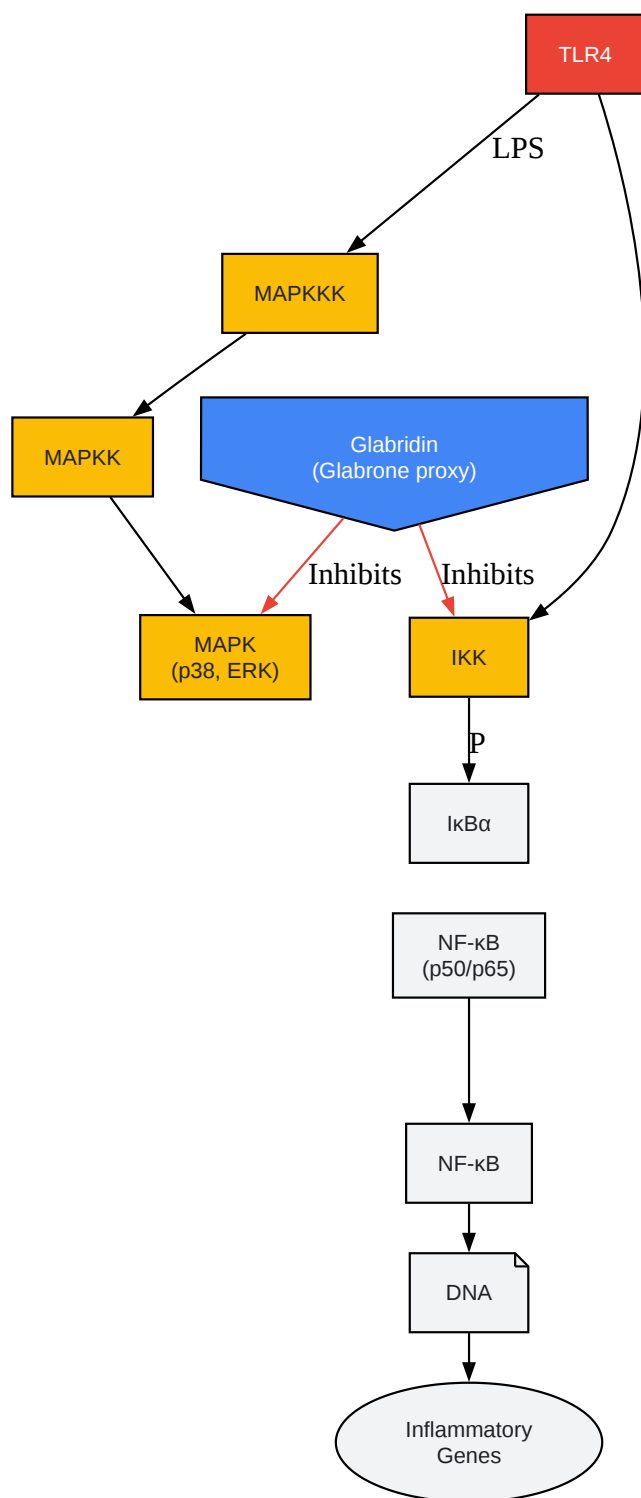 TLR4
LPS
MAPKKK
MAPKK
Glabridin
(Glabrone proxy)
Inhibits
Inhibits
MAPK
(p38, ERK)
IKK
P
IκBα
NF-κB
(p50/p65)
NF-κB
DNA
Inflammatory
Genes